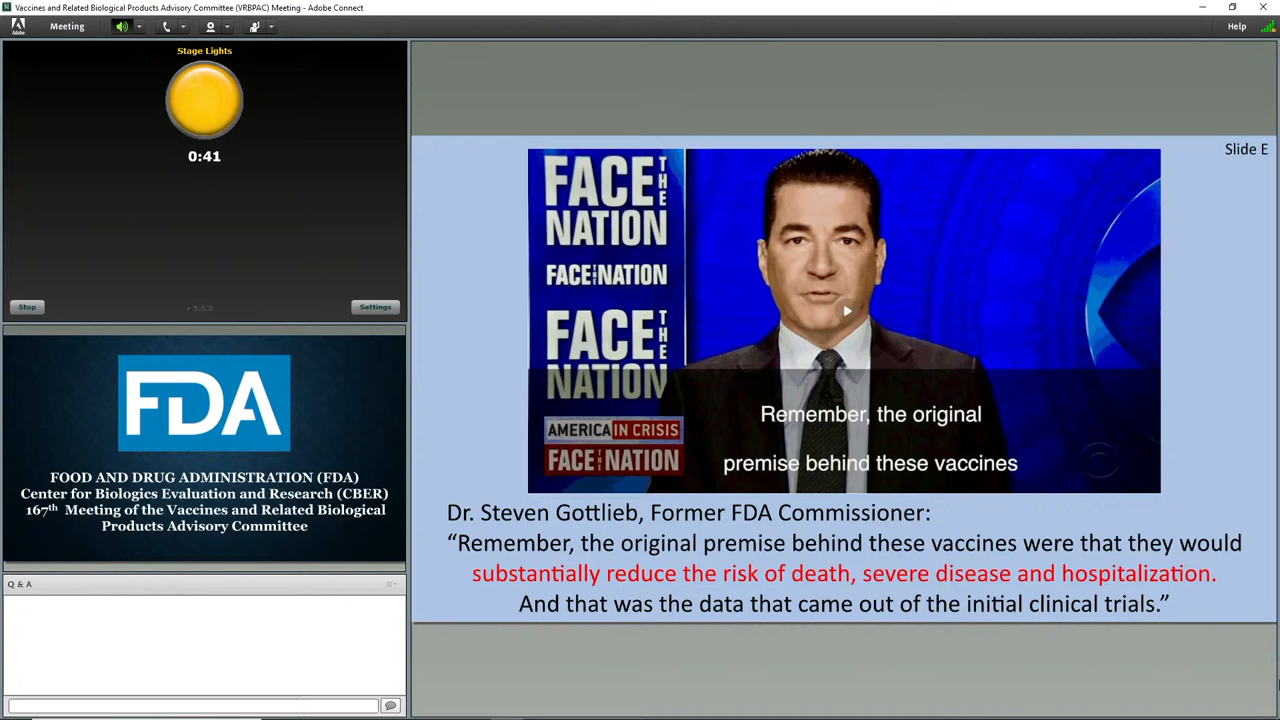 Vaccines and Related Biological Products Advisory Committee (VRBPAC) Meeting - Adobe Connect
Adobe
Meeting
Help
Stage Lights
0:41
Stop
v 5.0.0
Settings
FDA
FOOD AND DRUG ADMINISTRATION (FDA)
Center for Biologics Evaluation and Research (CBER)
167th Meeting of the Vaccines and Related Biological
Products Advisory Committee
Q & A
Slide E
FACE THE
NATION
FACE THE NATION
FACE THE
NATION
AMERICA IN CRISIS
FACE THE NATION
Remember, the original
premise behind these vaccines
Dr. Steven Gottlieb, Former FDA Commissioner:
“Remember, the original premise behind these vaccines were that they would
substantially reduce the risk of death, severe disease and hospitalization.
And that was the data that came out of the initial clinical trials.”